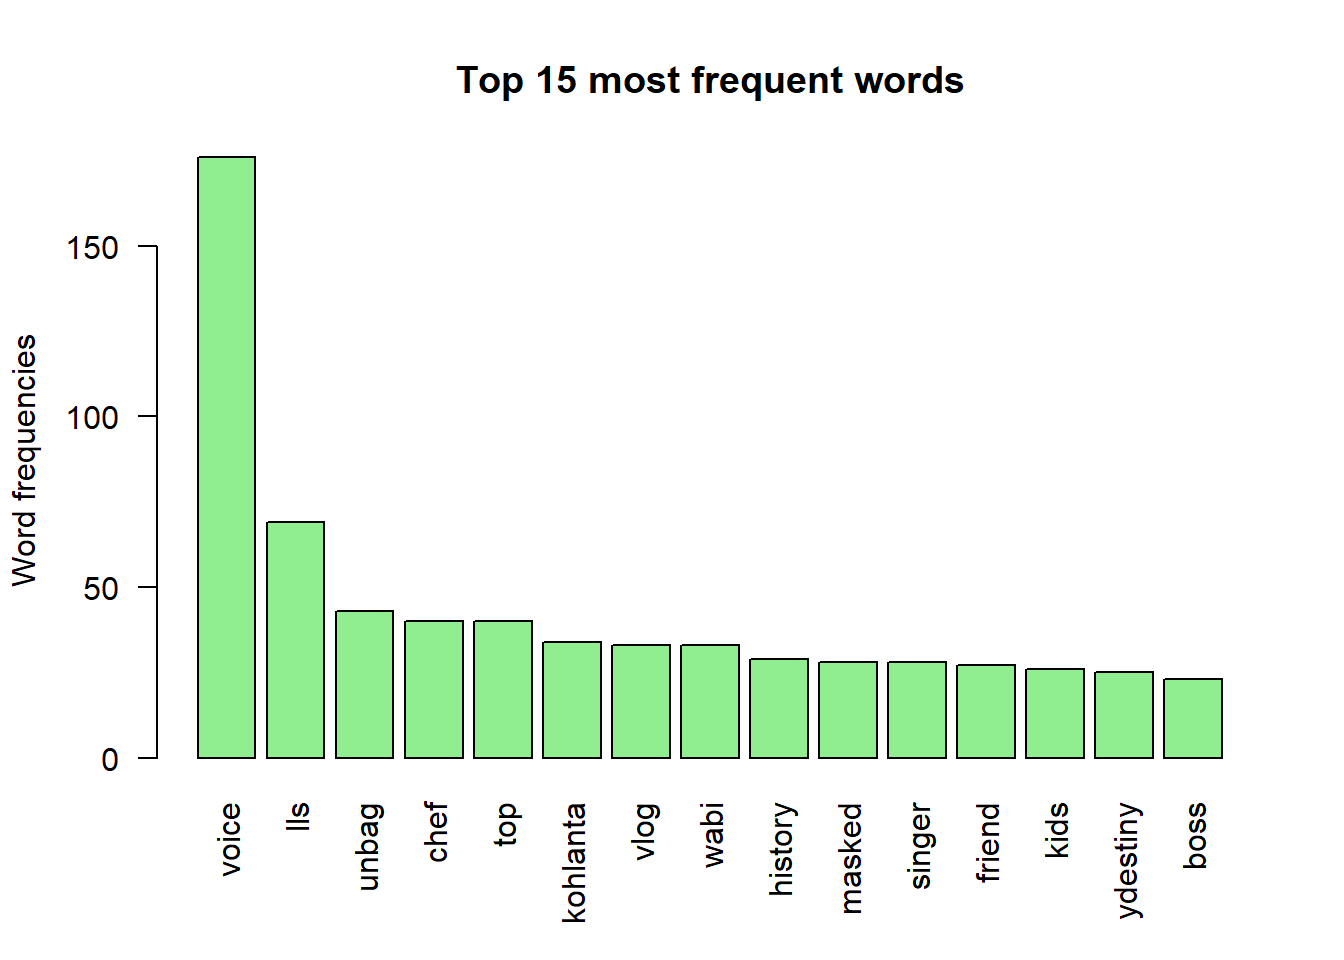 Top 15 most frequent words
Word frequencies
150
100
50
0
voice
lls
unbag
chef
top
kohlanta
vlog
wabi
history
masked
singer
friend
kids
ydestiny
boss